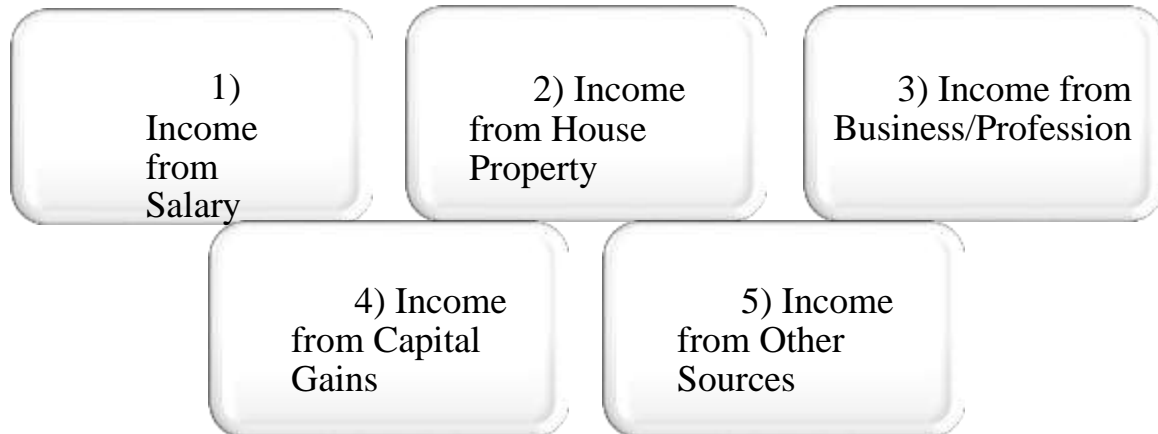 1)
Income
from
Salary
2) Income
from House
Property
3) Income from
Business/Profession
4) Income
from Capital
Gains
5) Income
from Other
Sources